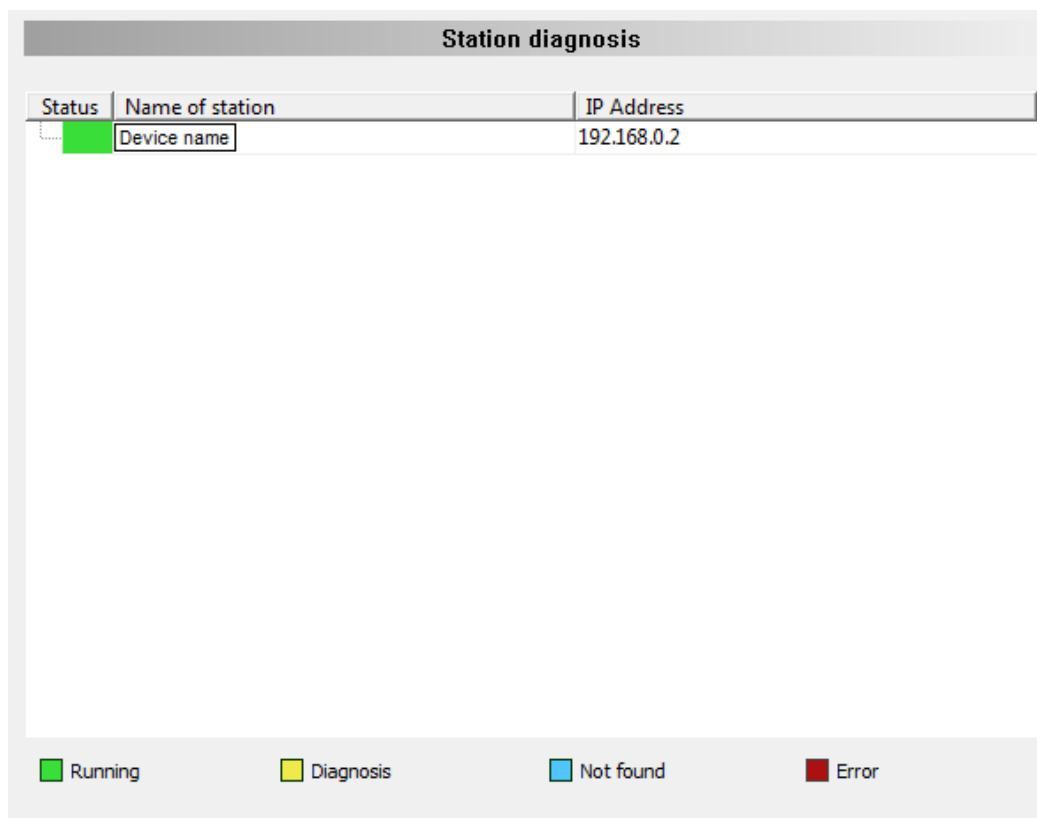 Station diagnosis
Status Name of station IP Address
Device name 192.168.0.2
Running Diagnosis Not found Error